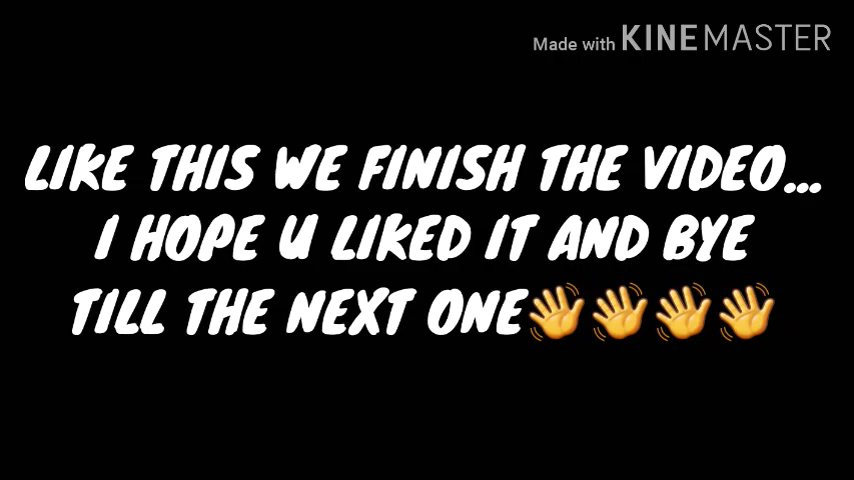 Made with KINEMASTER
LIKE THIS WE FINISH THE VIDEO...
I HOPE U LIKED IT AND BYE
TILL THE NEXT ONE👋👋👋👋